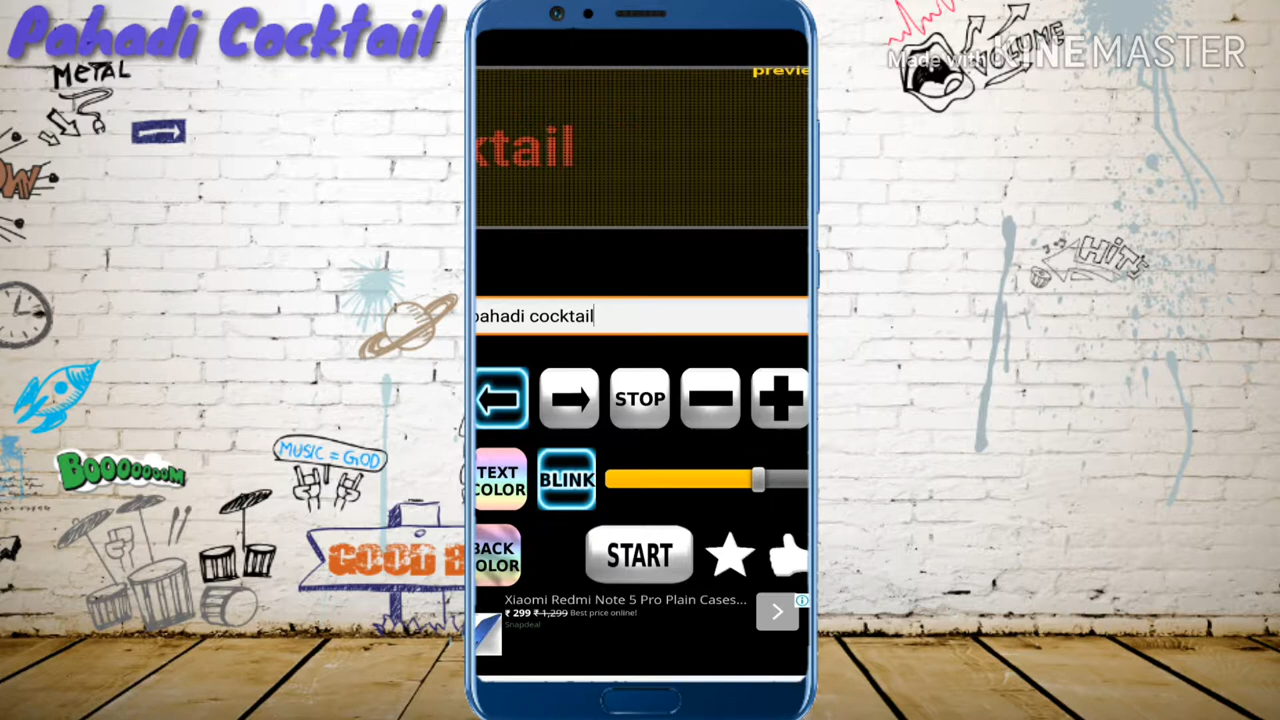 Pahadi Cocktail
Made with KINEMASTER
METAL
VOLUME
previe
ktail
HiTS
pahadi cocktail
STOP
MUSIC = GOD
BOOOOOOOM
TEXT
COLOR
BLINK
BACK
COLOR
START
GOOD B
Xiaomi Redmi Note 5 Pro Plain Cases...
₹ 299 ₹ 1,299 Best price online!
Snapdeal